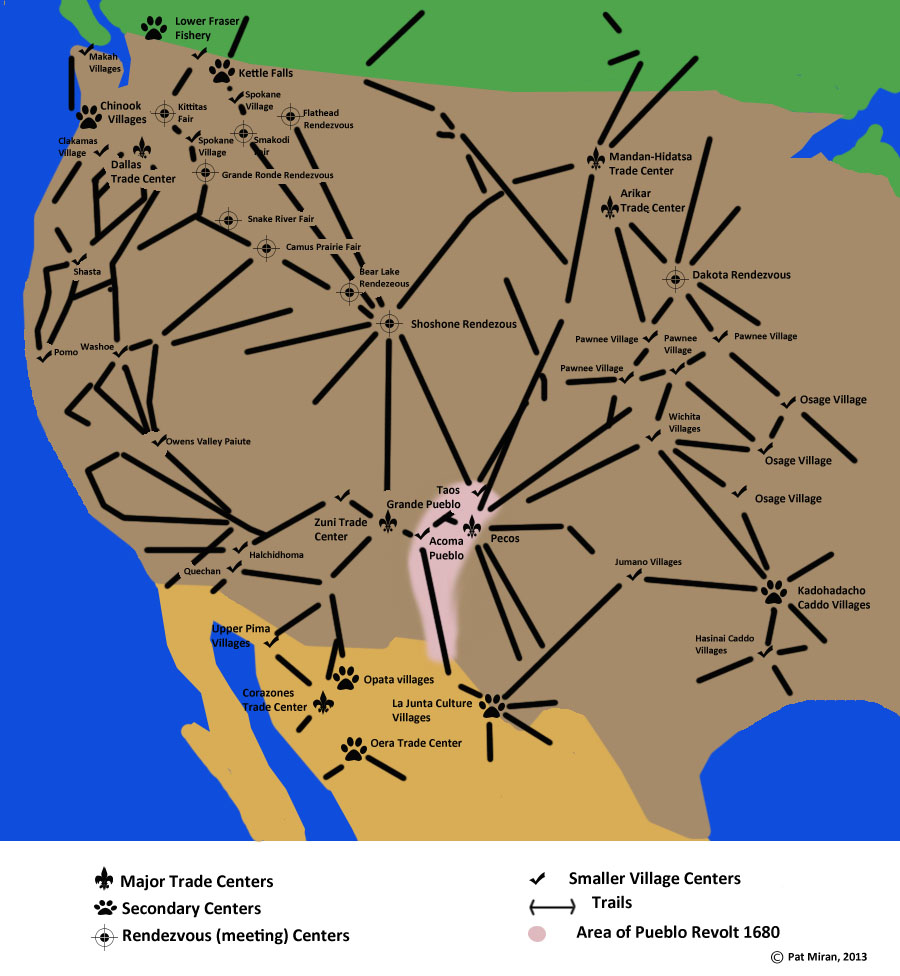 Lower Fraser
Fishery
Makah
Villages
Kettle Falls
Spokane
Village
Chinook
Villages
Kittitas
Fair
Flathead
Rendezvous
Clakamas
Village
Spokane
Village
Smakodi
Fair
Dallas
Trade Center
Grande Ronde Rendezvous
Mandan-Hidatsa
Trade Center
Arikar
Trade Center
Snake River Fair
Camus Prairie Fair
Shasta
Bear Lake
Rendezeous
Dakota Rendezvous
Shoshone Rendezous
Pomo
Washoe
Pawnee Village
Pawnee
Village
Pawnee Village
Pawnee Village
Osage Village
Wichita
Villages
Owens Valley Paiute
Osage Village
Taos
Osage Village
Grande Pueblo
Zuni Trade
Center
Acoma
Pueblo
Pecos
Halchidhoma
Quechan
Jumano Villages
Kadohadacho
Caddo Villages
Upper Pima
Villages
Hasinai Caddo
Villages
Opata villages
Corazones
Trade Center
La Junta Culture
Villages
Oera Trade Center
Major Trade Centers
Secondary Centers
Rendezvous (meeting) Centers
Smaller Village Centers
Trails
Area of Pueblo Revolt 1680
© Pat Miran, 2013